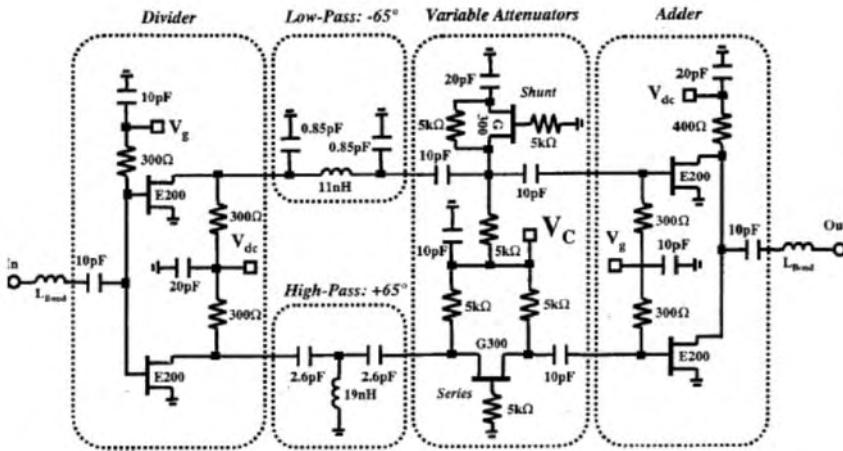 Divider
Low-Pass: -65°
Variable Attenuators
Adder
10pF
Vg
300Ω
E200
300Ω
Vdc
20pF
300Ω
In
LBond
10pF
E200
0.85pF
0.85pF
11nH
High-Pass: +65°
2.6pF
2.6pF
19nH
20pF
Shunt
5kΩ
G
300
5kΩ
10pF
10pF
10pF
5kΩ
VC
5kΩ
5kΩ
G300
10pF
Series
5kΩ
20pF
Vdc
400Ω
E200
300Ω
Vg
10pF
300Ω
E200
10pF
LBond
Out